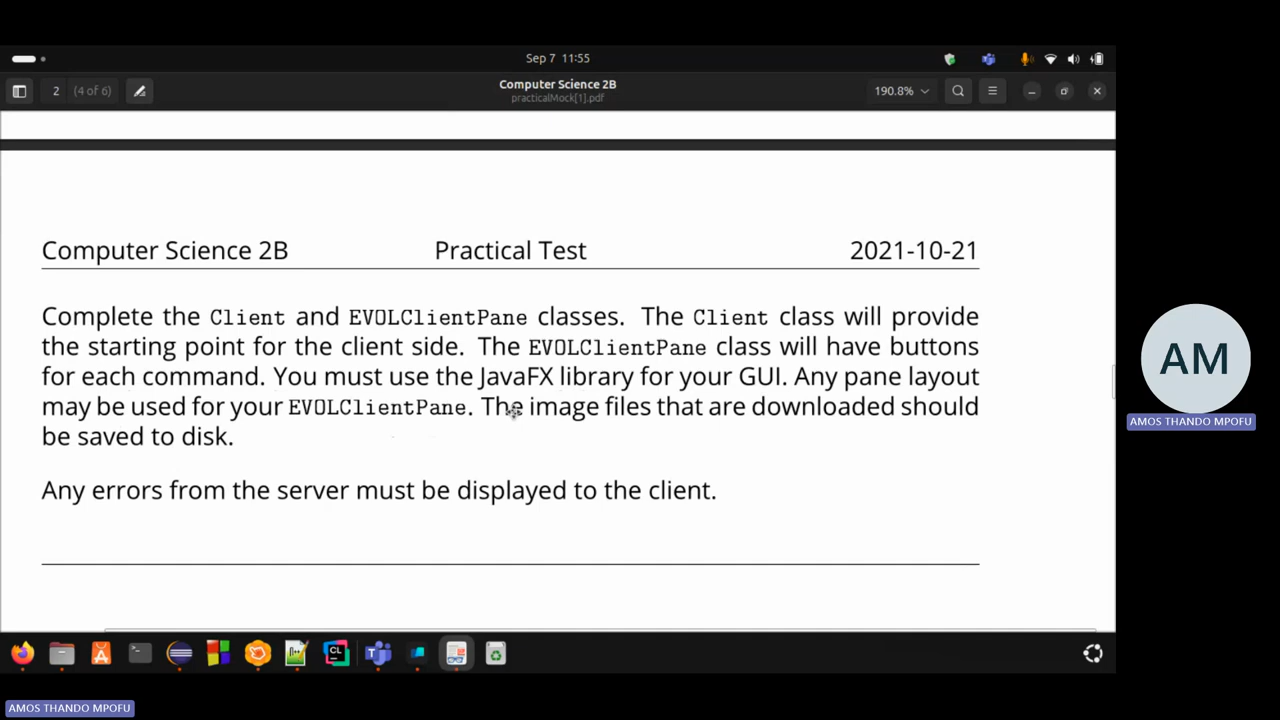 Sep 7 11:55
2 (4 of 6)
Computer Science 2B
practicalMock[1].pdf
190.8%
Computer Science 2B Practical Test 2021-10-21
Complete the Client and EVOLClientPane classes. The Client class will provide
the starting point for the client side. The EVOLClientPane class will have buttons
for each command. You must use the JavaFX library for your GUI. Any pane layout
may be used for your EVOLClientPane. The image files that are downloaded should
be saved to disk.
Any errors from the server must be displayed to the client.
AM
AMOS THANDO MPOFU
CL
AMOS THANDO MPOFU